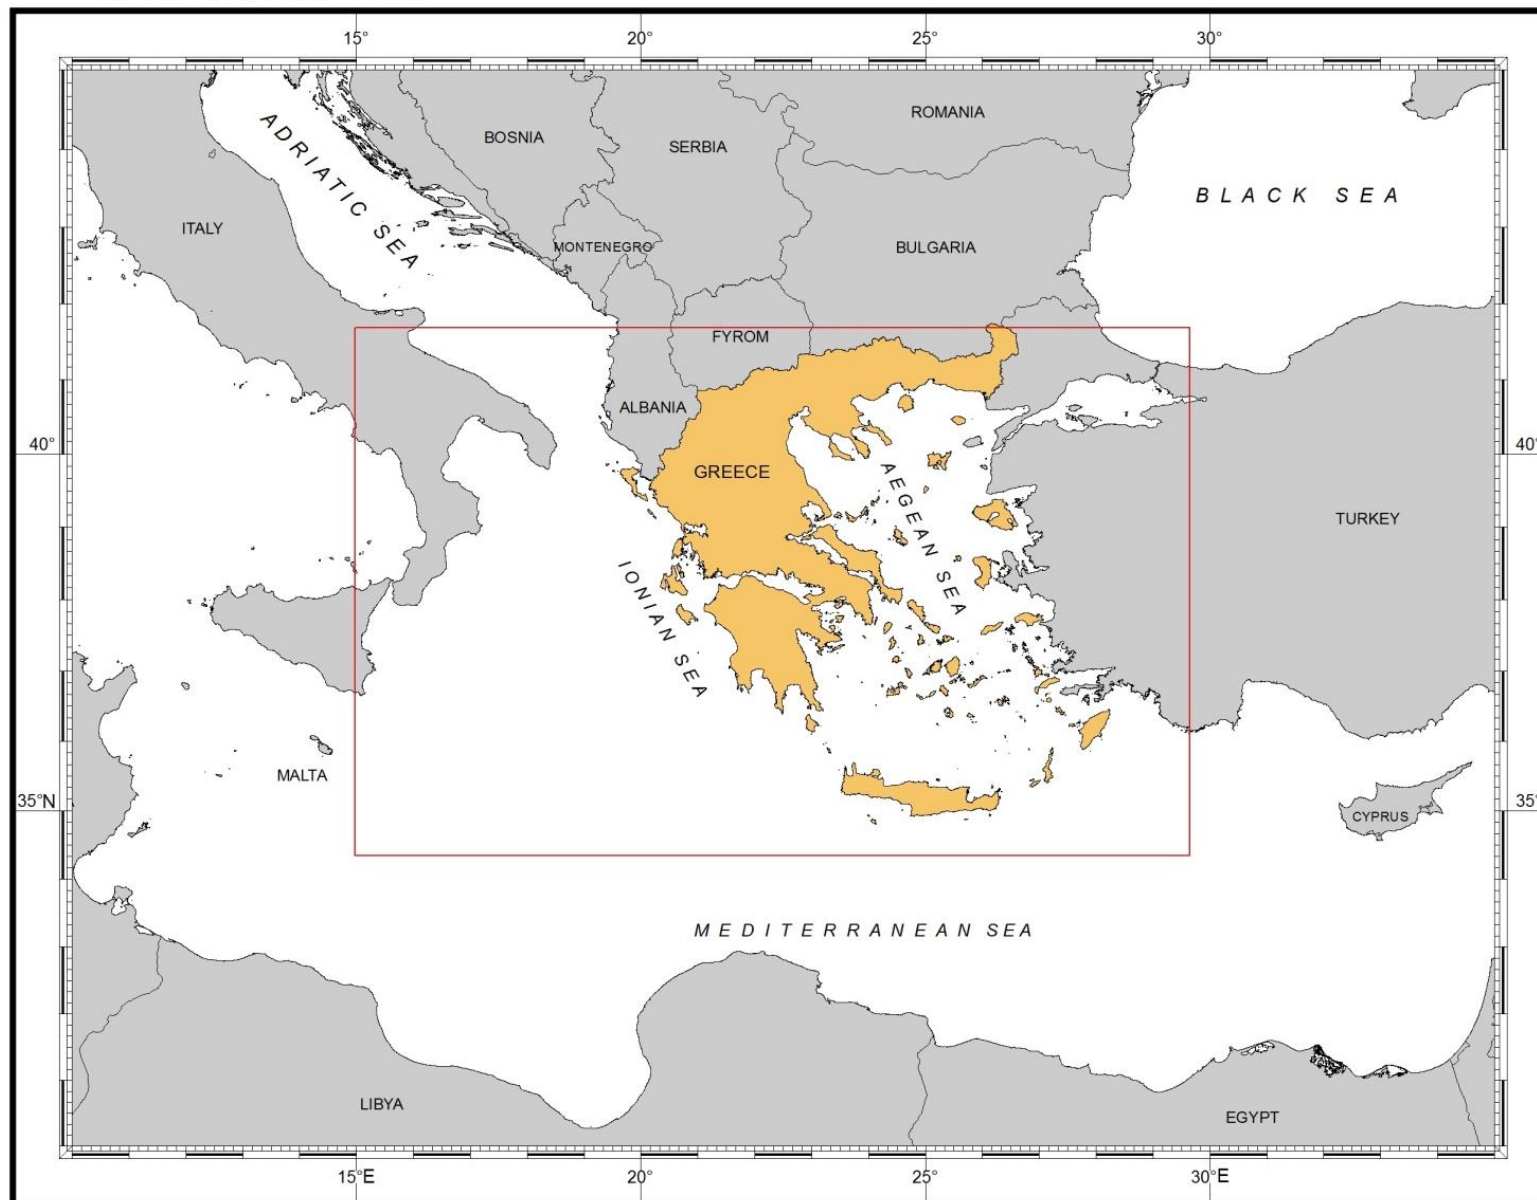 15° 20° 25° 30°
ROMANIA
BOSNIA
SERBIA
ADRIATIC SEA
BLACK SEA
ITALY
MONTENEGRO
BULGARIA
FYROM
ALBANIA
40° 40°
GREECE
AEGEAN SEA
TURKEY
IONIAN SEA
MALTA
35°N 35°
CYPRUS
MEDITERRANEAN SEA
LIBYA
EGYPT
15°E 20° 25° 30°E